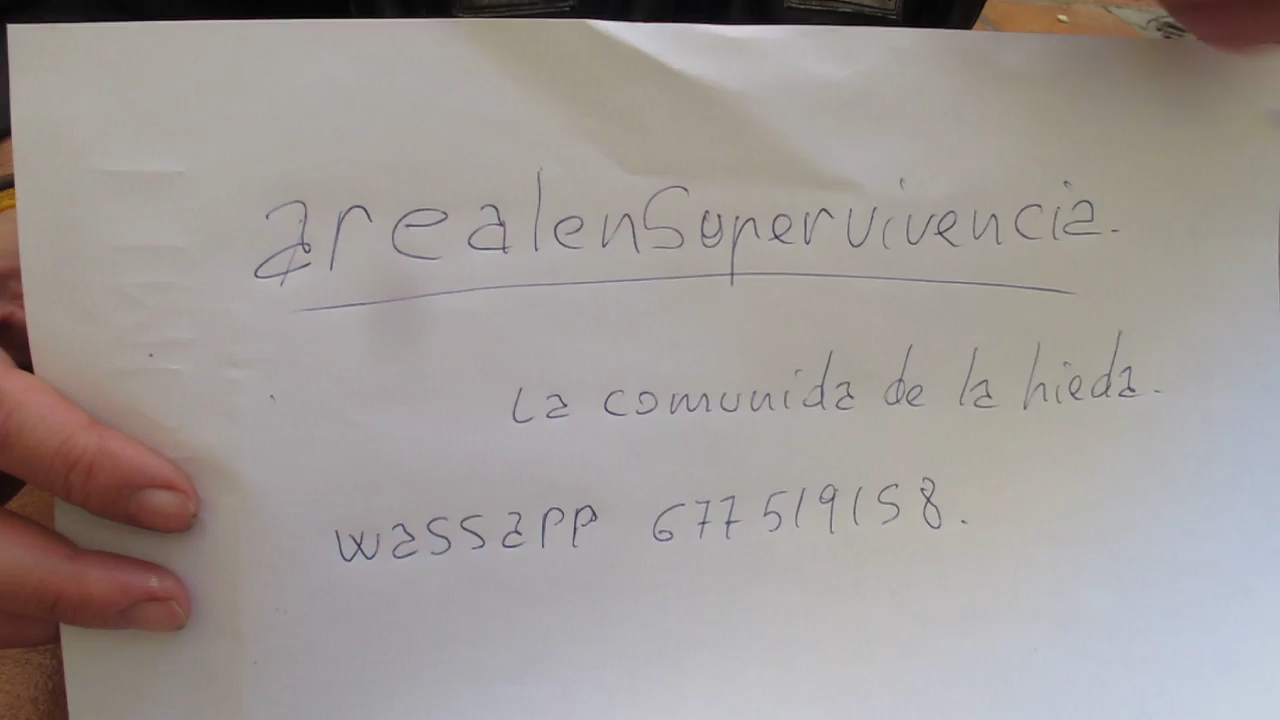 arealensupervivencia.
La comunida de la hieda.
wassapp 677519158.